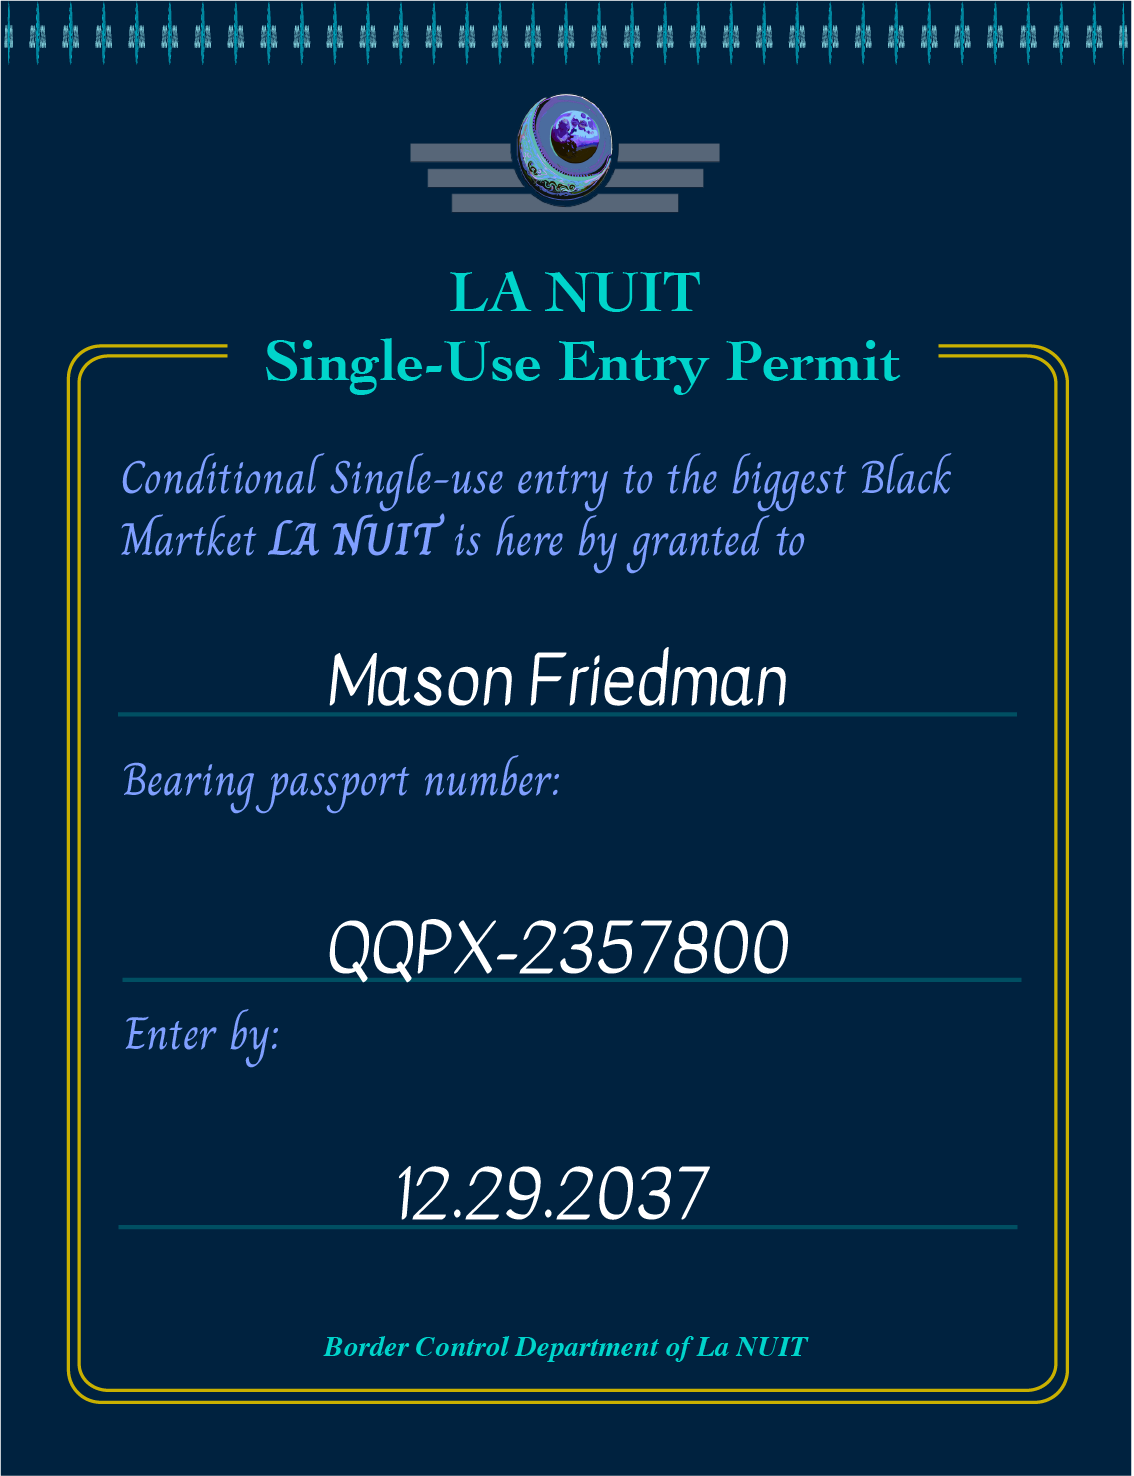 LA NUIT
Single-Use Entry Permit
Conditional Single-use entry to the biggest Black
Martket LA NUIT is here by granted to
Mason Friedman
Bearing passport number:
QQPX-2357800
Enter by:
12.29.2037
Border Control Department of La NUIT